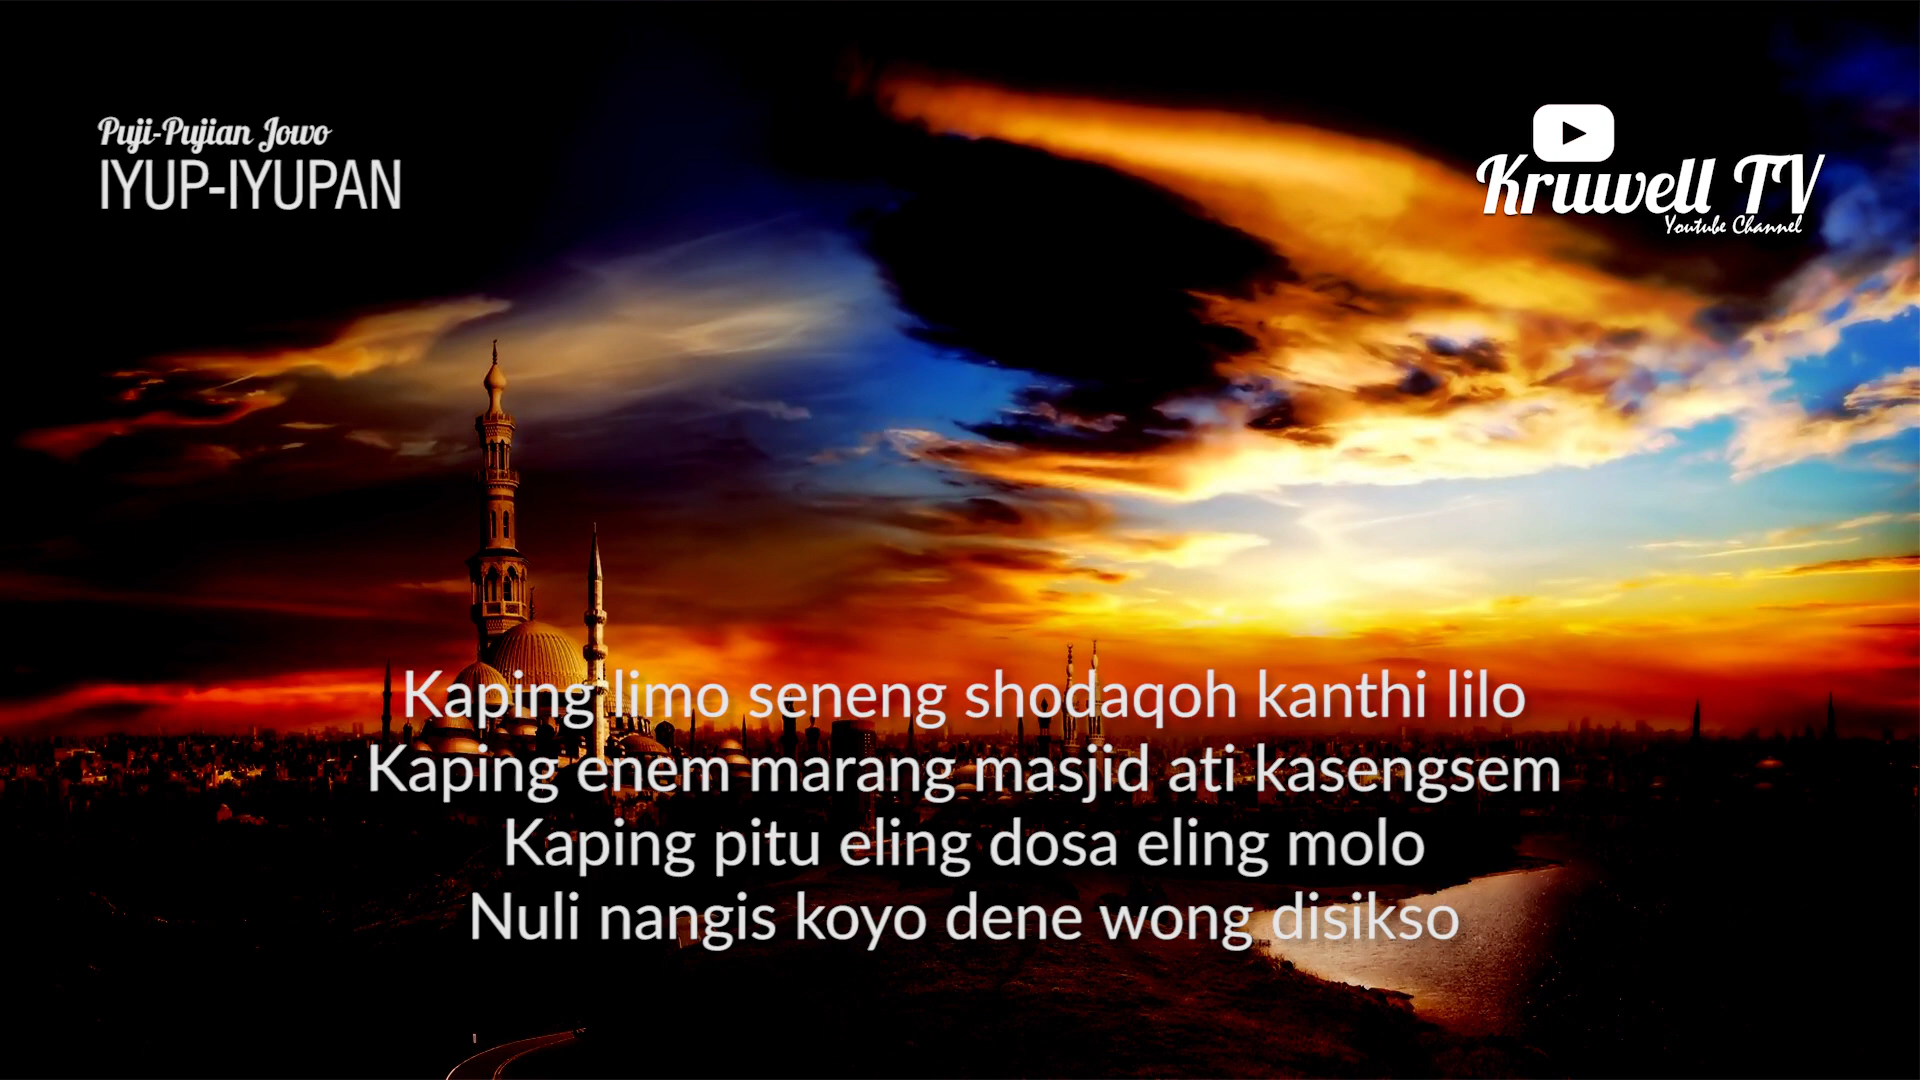 Puji-Pujian Jowo
IYUP-IYUPAN
Kruwell TV
Youtube Channel
Kaping limo seneng shodaqoh kanthi lilo
Kaping enem marang masjid ati kasengsem
Kaping pitu eling dosa eling molo
Nuli nangis koyo dene wong disikso